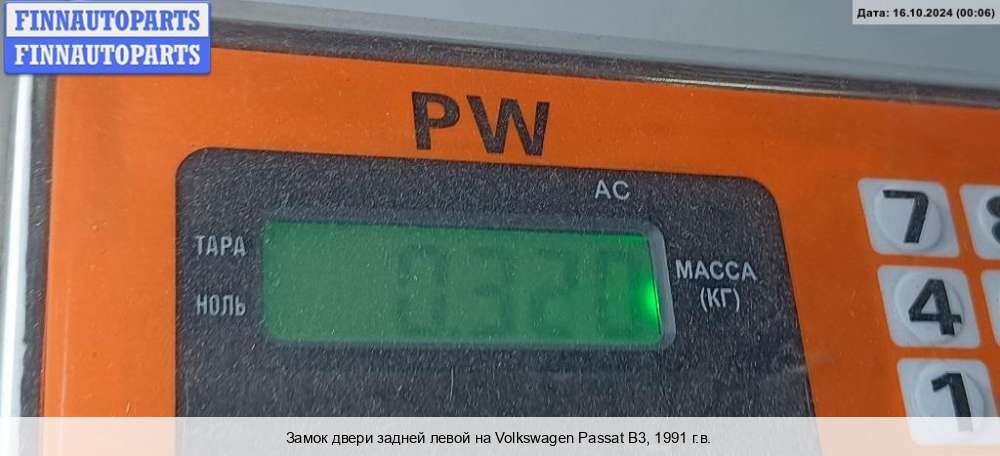 FINNAUTOPARTS
FINNAUTOPARTS
Дата: 16.10.2024 (00:06)
PW
AC
ТАРА
НОЛЬ
0.320
МАССА
(КГ)
7
4
1
Замок двери задней левой на Volkswagen Passat B3, 1991 г.в.